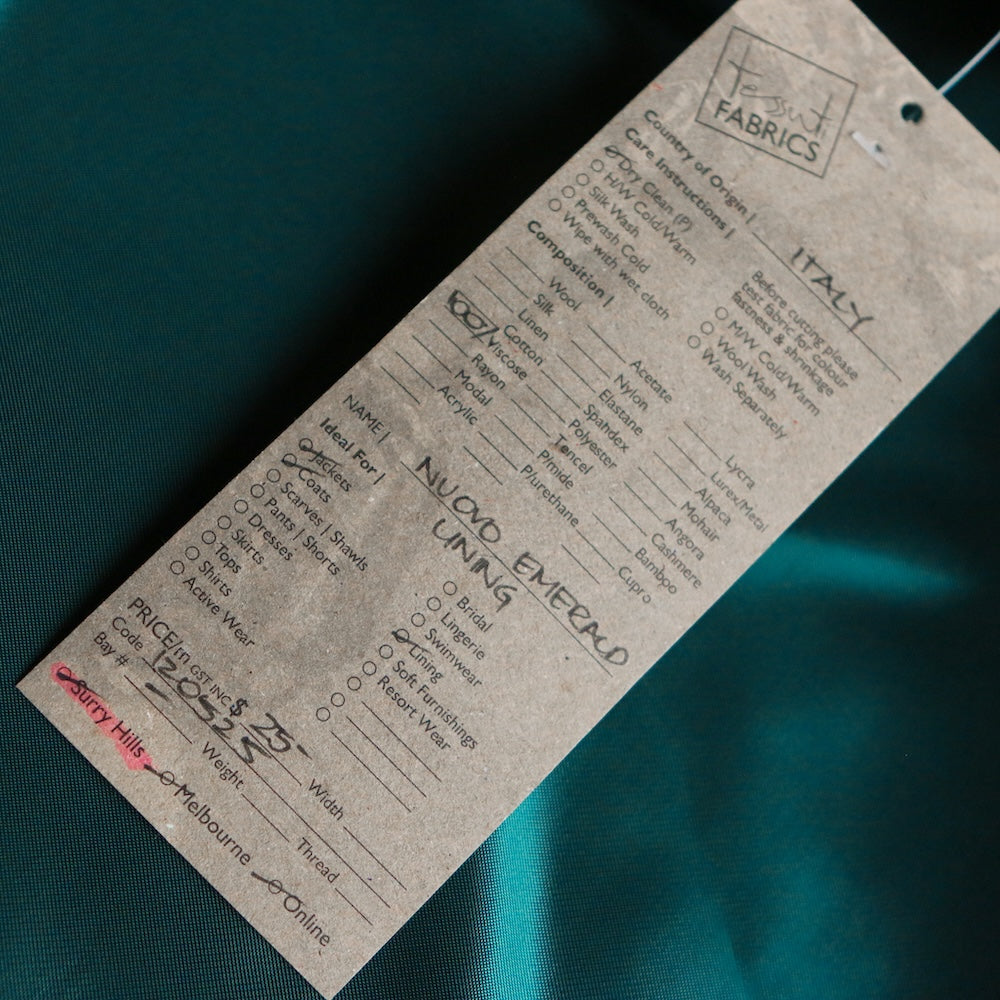 Tessuti
FABRICS
Country of Origin | ITALY
Care Instructions |
Dry Clean (P)
H/W Cold/Warm
Silk Wash
Prewash Cold
Wipe with wet cloth
Before cutting please
test fabric for colour
fastness & shrinkage
M/W Cold/Warm
Wool Wash
Wash Separately
Composition |
Wool
Silk
Linen
Cotton
100/ Viscose
Rayon
Modal
Acrylic
Acetate
Nylon
Elastane
Spahdex
Polyester
Tencel
P/mide
P/urethane
Lycra
Lurex/Metal
Alpaca
Mohair
Angora
Cashmere
Bamboo
Cupro
NAME | NUOVO EMERALD
LINING
Ideal For |
Jackets
Coats
Scarves | Shawls
Pants | Shorts
Dresses
Skirts
Tops
Shirts
Active Wear
Bridal
Lingerie
Swimwear
Lining
Soft Furnishings
Resort Wear
PRICE/m GST INC $ 25-
Code 120525
Bay #
Width
Weight
Thread
Surry Hills
Melbourne
Online